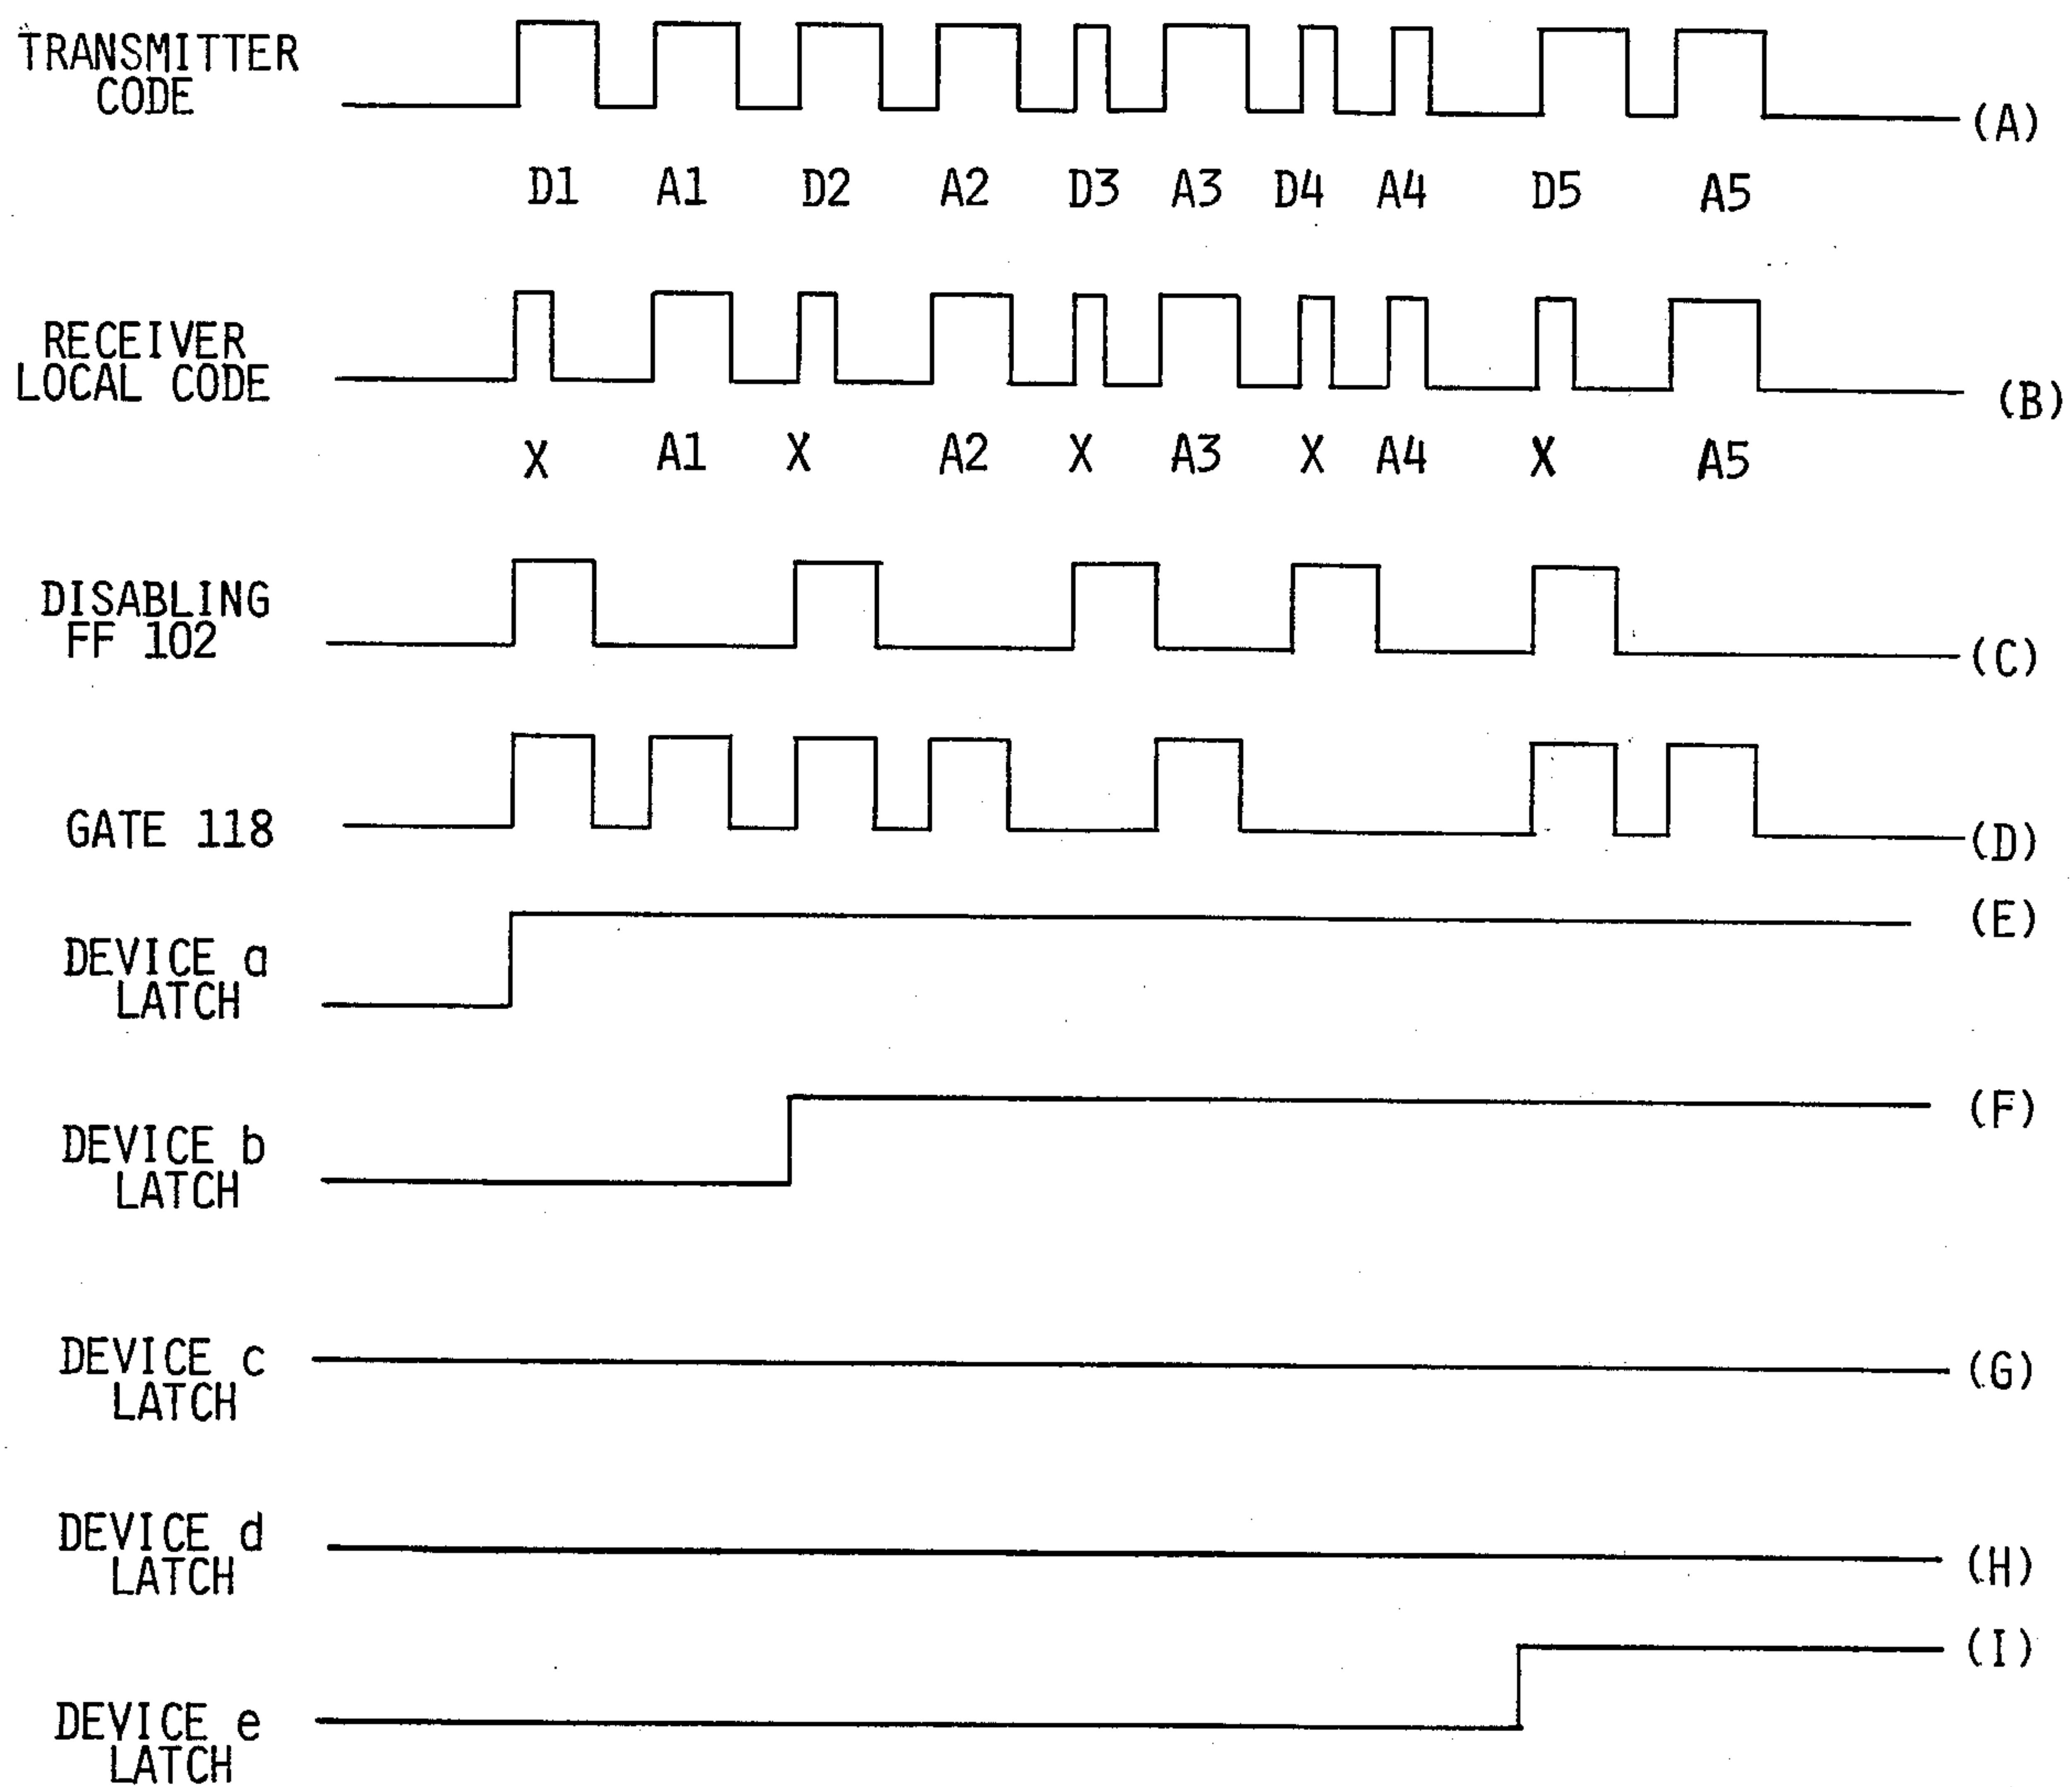 TRANSMITTER
CODE
(A)
D1 A1 D2 A2 D3 A3 D4 A4 D5 A5
RECEIVER
LOCAL CODE
(B)
X A1 X A2 X A3 X A4 X A5
DISABLING
FF 102
(C)
GATE 118
(D)
DEVICE a
LATCH
(E)
DEVICE b
LATCH
(F)
DEVICE c
LATCH
(G)
DEVICE d
LATCH
(H)
DEVICE e
LATCH
(I)